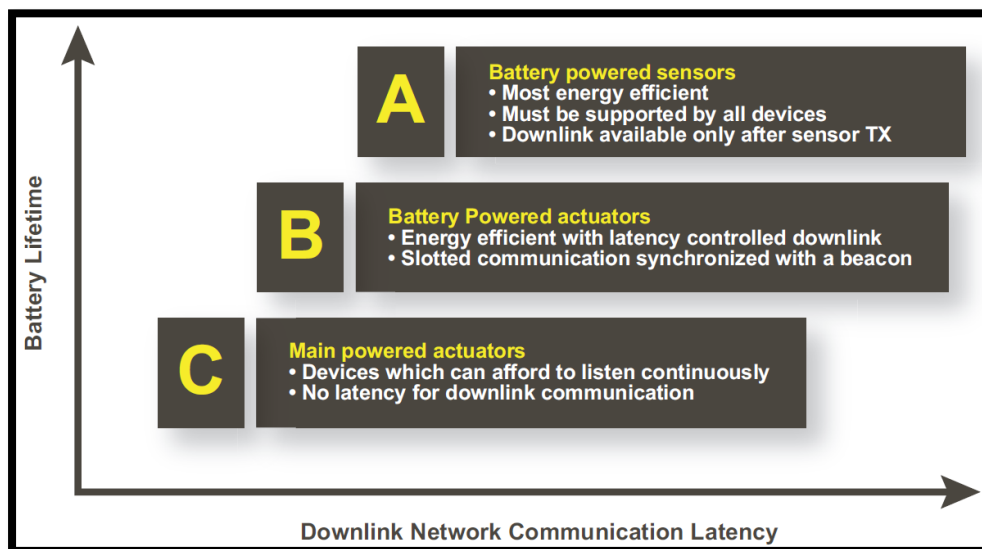 A
Battery powered sensors
• Most energy efficient
• Must be supported by all devices
• Downlink available only after sensor TX
B
Battery Powered actuators
• Energy efficient with latency controlled downlink
• Slotted communication synchronized with a beacon
C
Main powered actuators
• Devices which can afford to listen continuously
• No latency for downlink communication
Battery Lifetime
Downlink Network Communication Latency